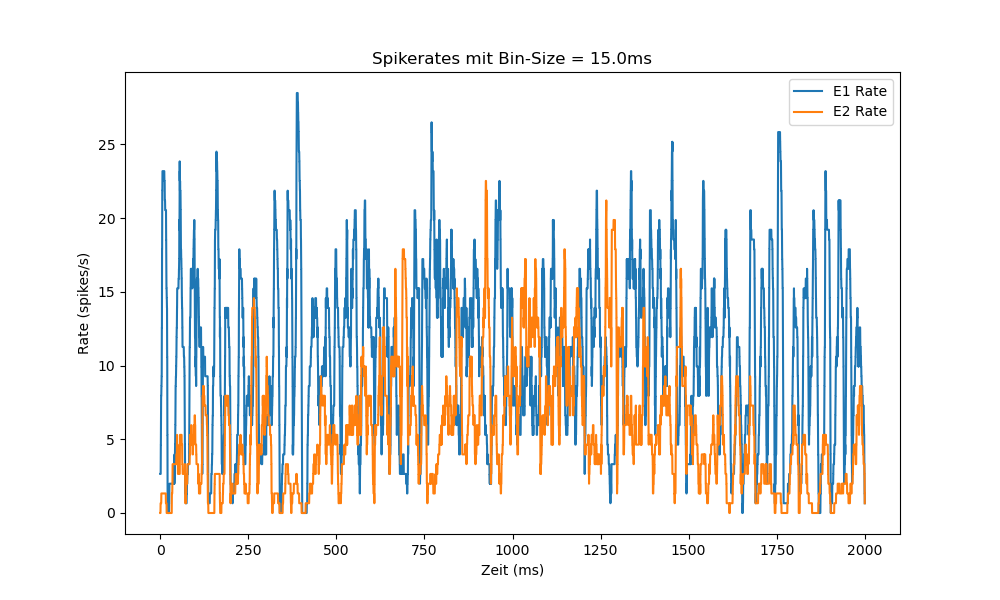 Spikerates mit Bin-Size = 15.0ms
E1 Rate
E2 Rate
25
20
15
10
5
0
Rate (spikes/s)
0 250 500 750 1000 1250 1500 1750 2000
Zeit (ms)